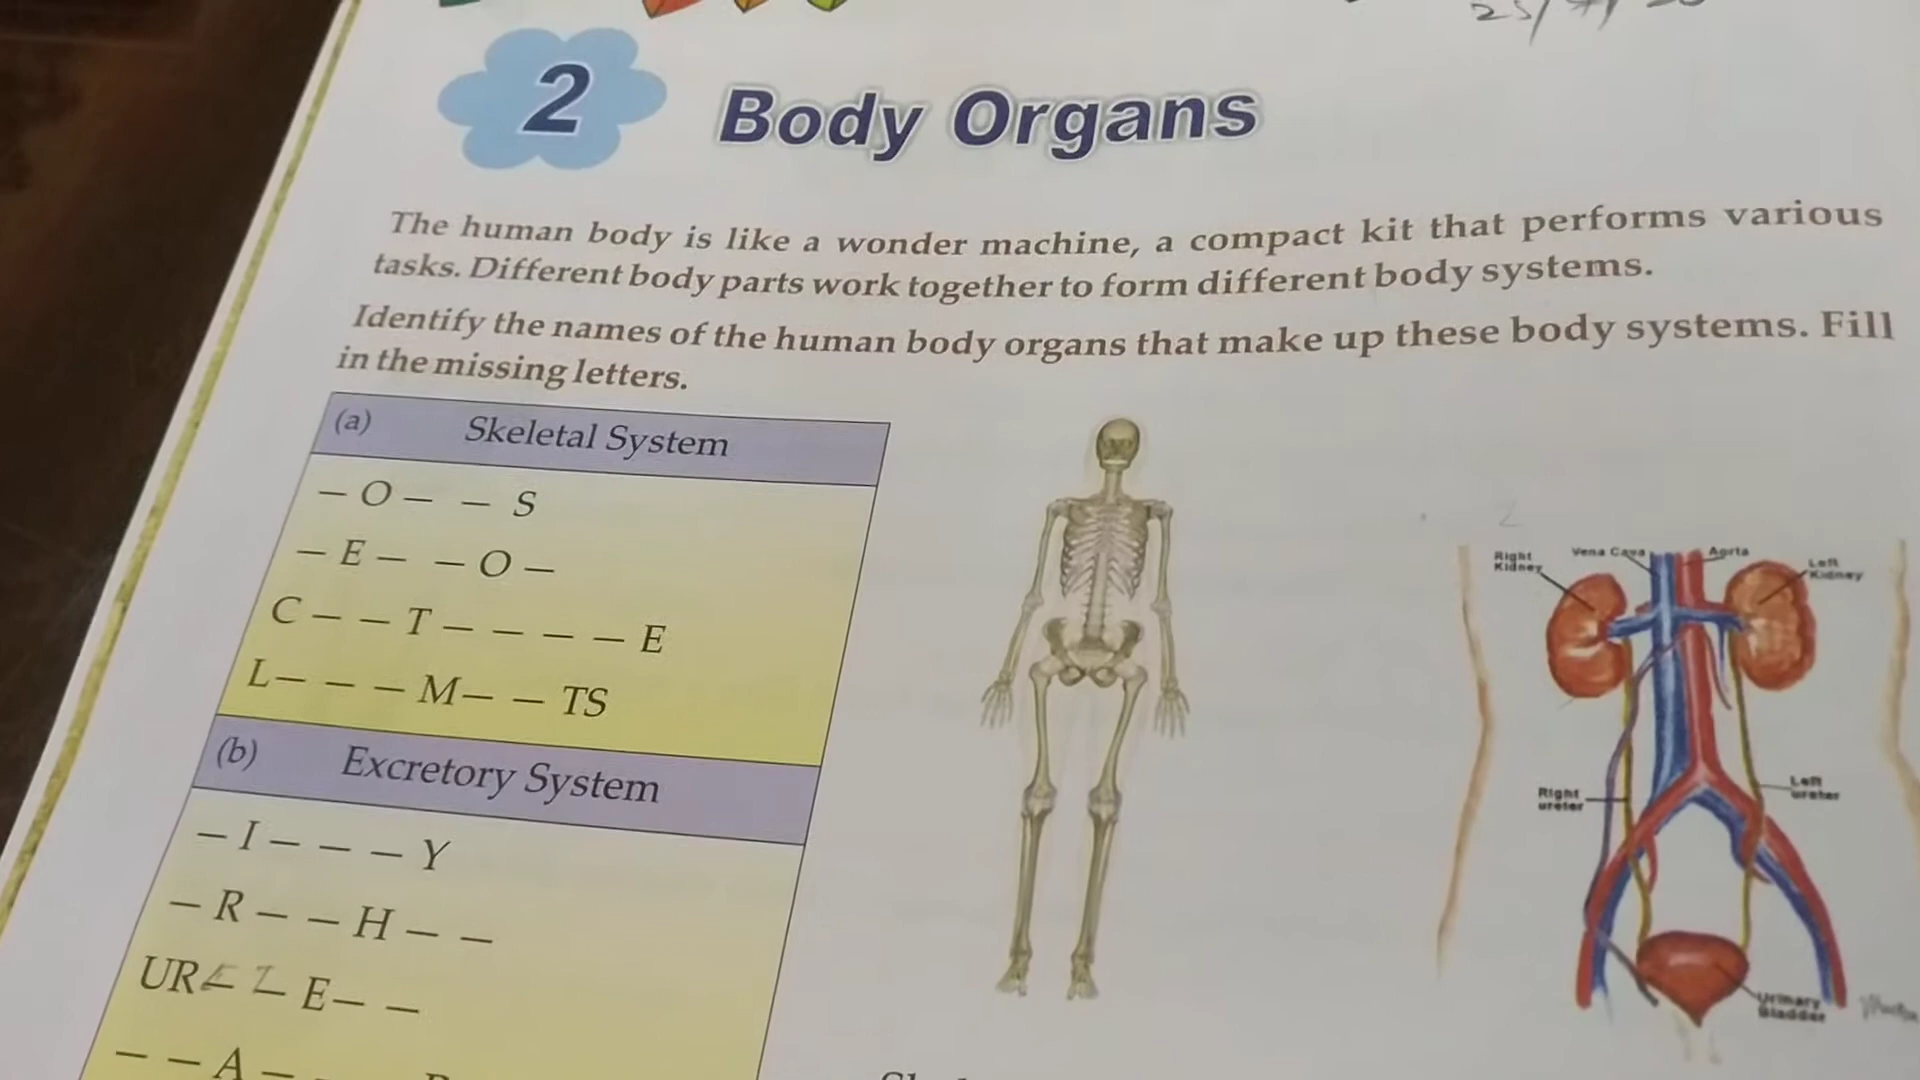 2
Body Organs
The human body is like a wonder machine, a compact kit that performs various
tasks. Different body parts work together to form different body systems.
Identify the names of the human body organs that make up these body systems. Fill
in the missing letters.
(a) Skeletal System
– O – – S
– E – – O –
C – – T – – – – E
L – – – M – – TS
(b) Excretory System
– I – – – Y
– R – – H – –
UR – – E – –
– – A –
Right
Kidney
Vena Cava
Aorta
Left
Kidney
Right
ureter
Left
ureter
Urinary
Bladder